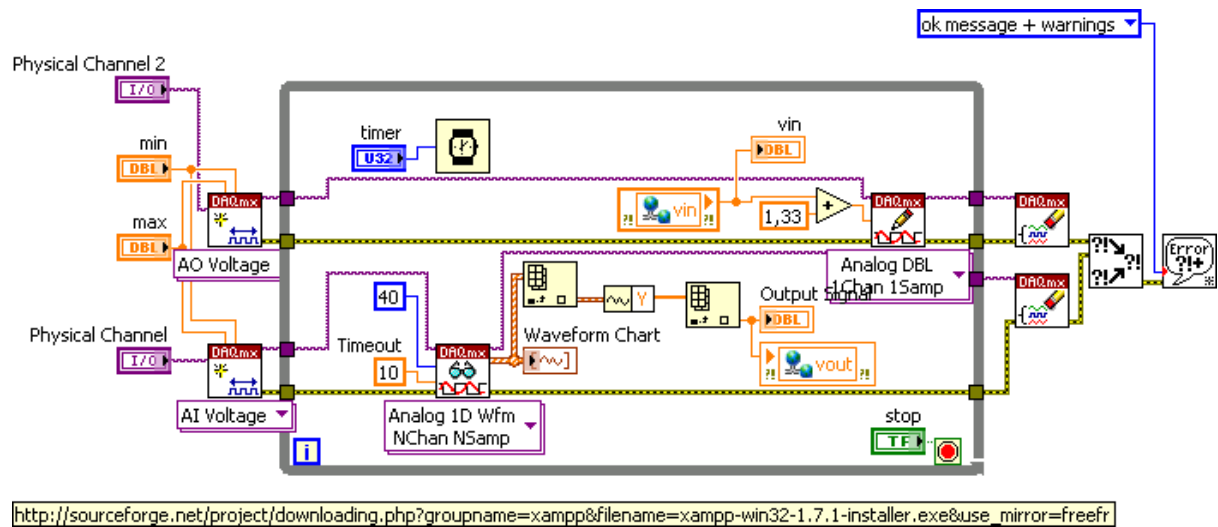 ok message + warnings
Physical Channel 2
I/O
timer
U32
vin
DBL
min
DBL
DAQmx
vin
1,33
+
DAQmx
DAQmx
max
DBL
AO Voltage
?!
?!
?!
Error
?!+
Analog DBL
1Chan 1Samp
40
Y
Output Signal
DBL
DAQmx
Physical Channel
I/O
DAQmx
Timeout
10
DAQmx
Waveform Chart
vout
AI Voltage
Analog 1D Wfm
NChan NSamp
stop
TF
i
http://sourceforge.net/project/downloading.php?groupname=xampp&filename=xampp-win32-1.7.1-installer.exe&use_mirror=freefr